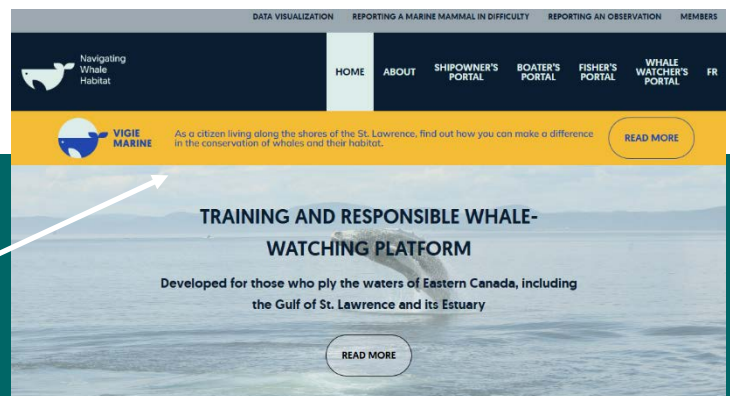 DATA VISUALIZATION REPORTING A MARINE MAMMAL IN DIFFICULTY REPORTING AN OBSERVATION MEMBERS
Navigating
Whale
Habitat
HOME ABOUT SHIPOWNER'S PORTAL BOATER'S PORTAL FISHER'S PORTAL WHALE WATCHER'S PORTAL FR
VIGIE
MARINE
As a citizen living along the shores of the St. Lawrence, find out how you can make a difference
in the conservation of whales and their habitat.
READ MORE
TRAINING AND RESPONSIBLE WHALE-
WATCHING PLATFORM
Developed for those who ply the waters of Eastern Canada, including
the Gulf of St. Lawrence and its Estuary
READ MORE